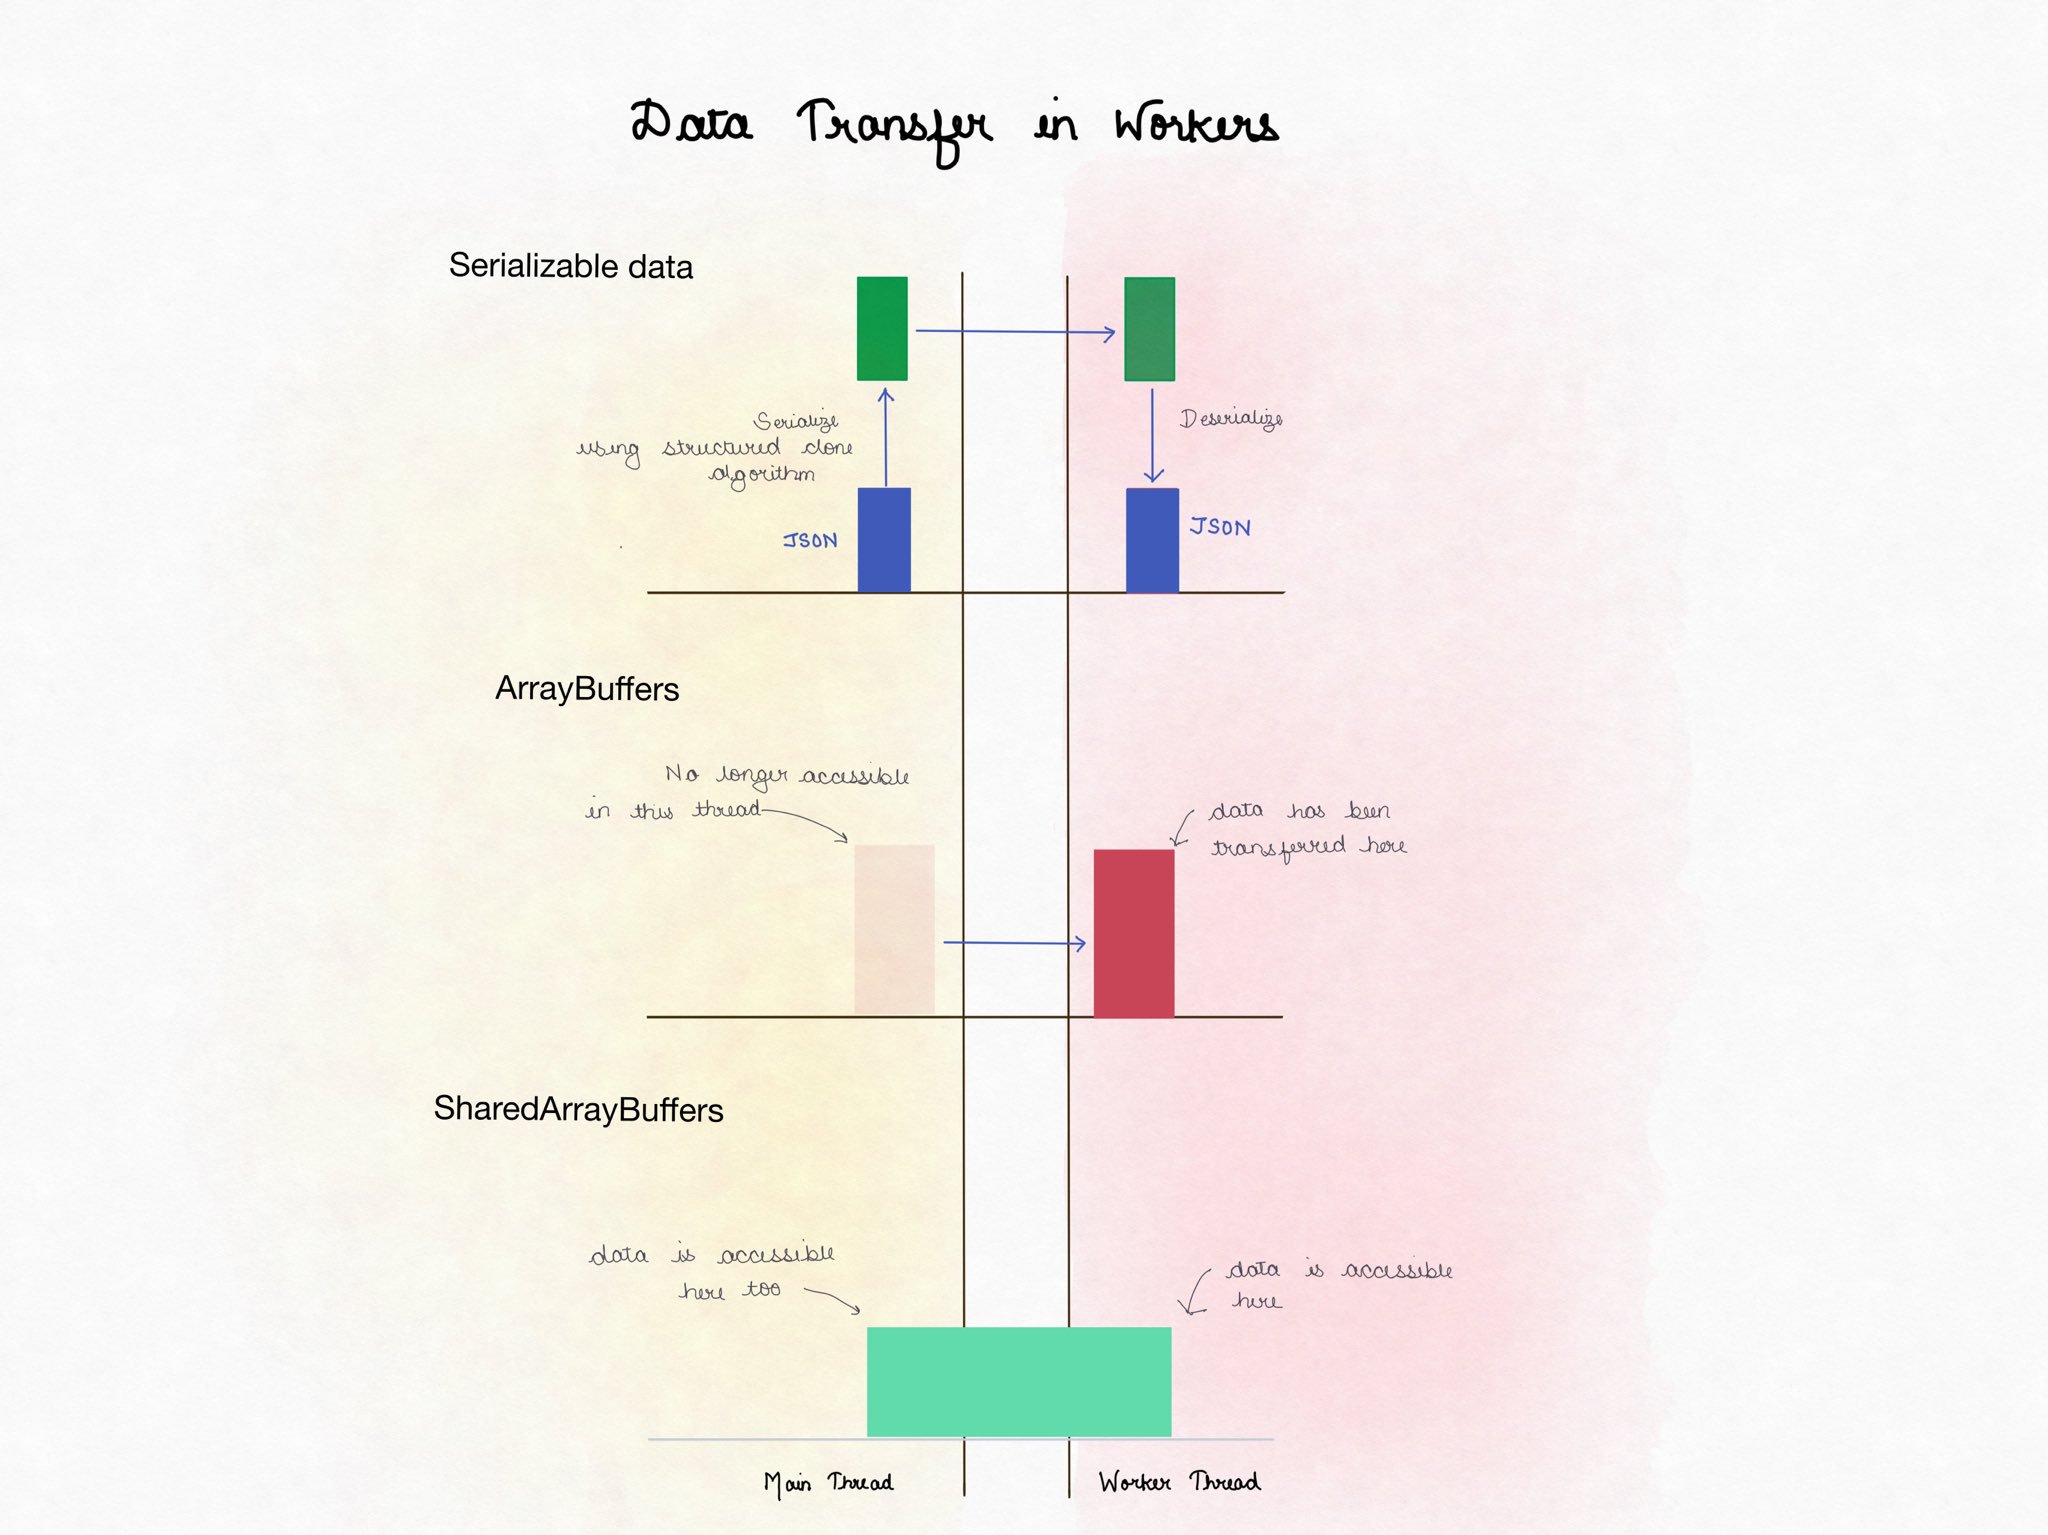 Data Transfer in Workers
Serializable data
Serialize
using structured clone
algorithm
Deserialize
JSON
JSON
ArrayBuffers
No longer accessible
in this thread
data has been
transferred here
SharedArrayBuffers
data is accessible
here too
data is accessible
here
Main Thread
Worker Thread